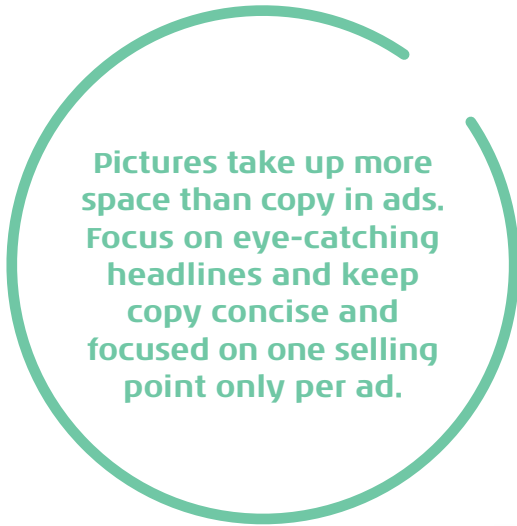 Pictures take up more
space than copy in ads.
Focus on eye-catching
headlines and keep
copy concise and
focused on one selling
point only per ad.